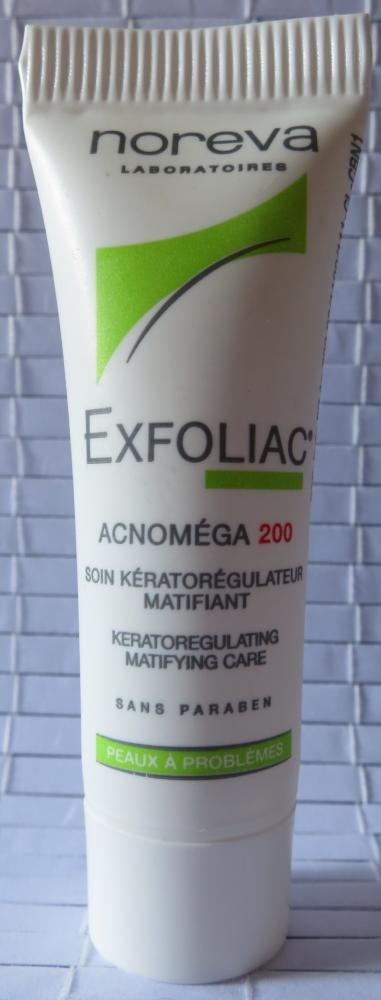 noreva
LABORATOIRES
EXFOLIAC
ACNOMÉGA 200
SOIN KÉRATORÉGULATEUR
MATIFIANT
KERATOREGULATING
MATIFYING CARE
SANS PARABEN
PEAUX À PROBLÈMES